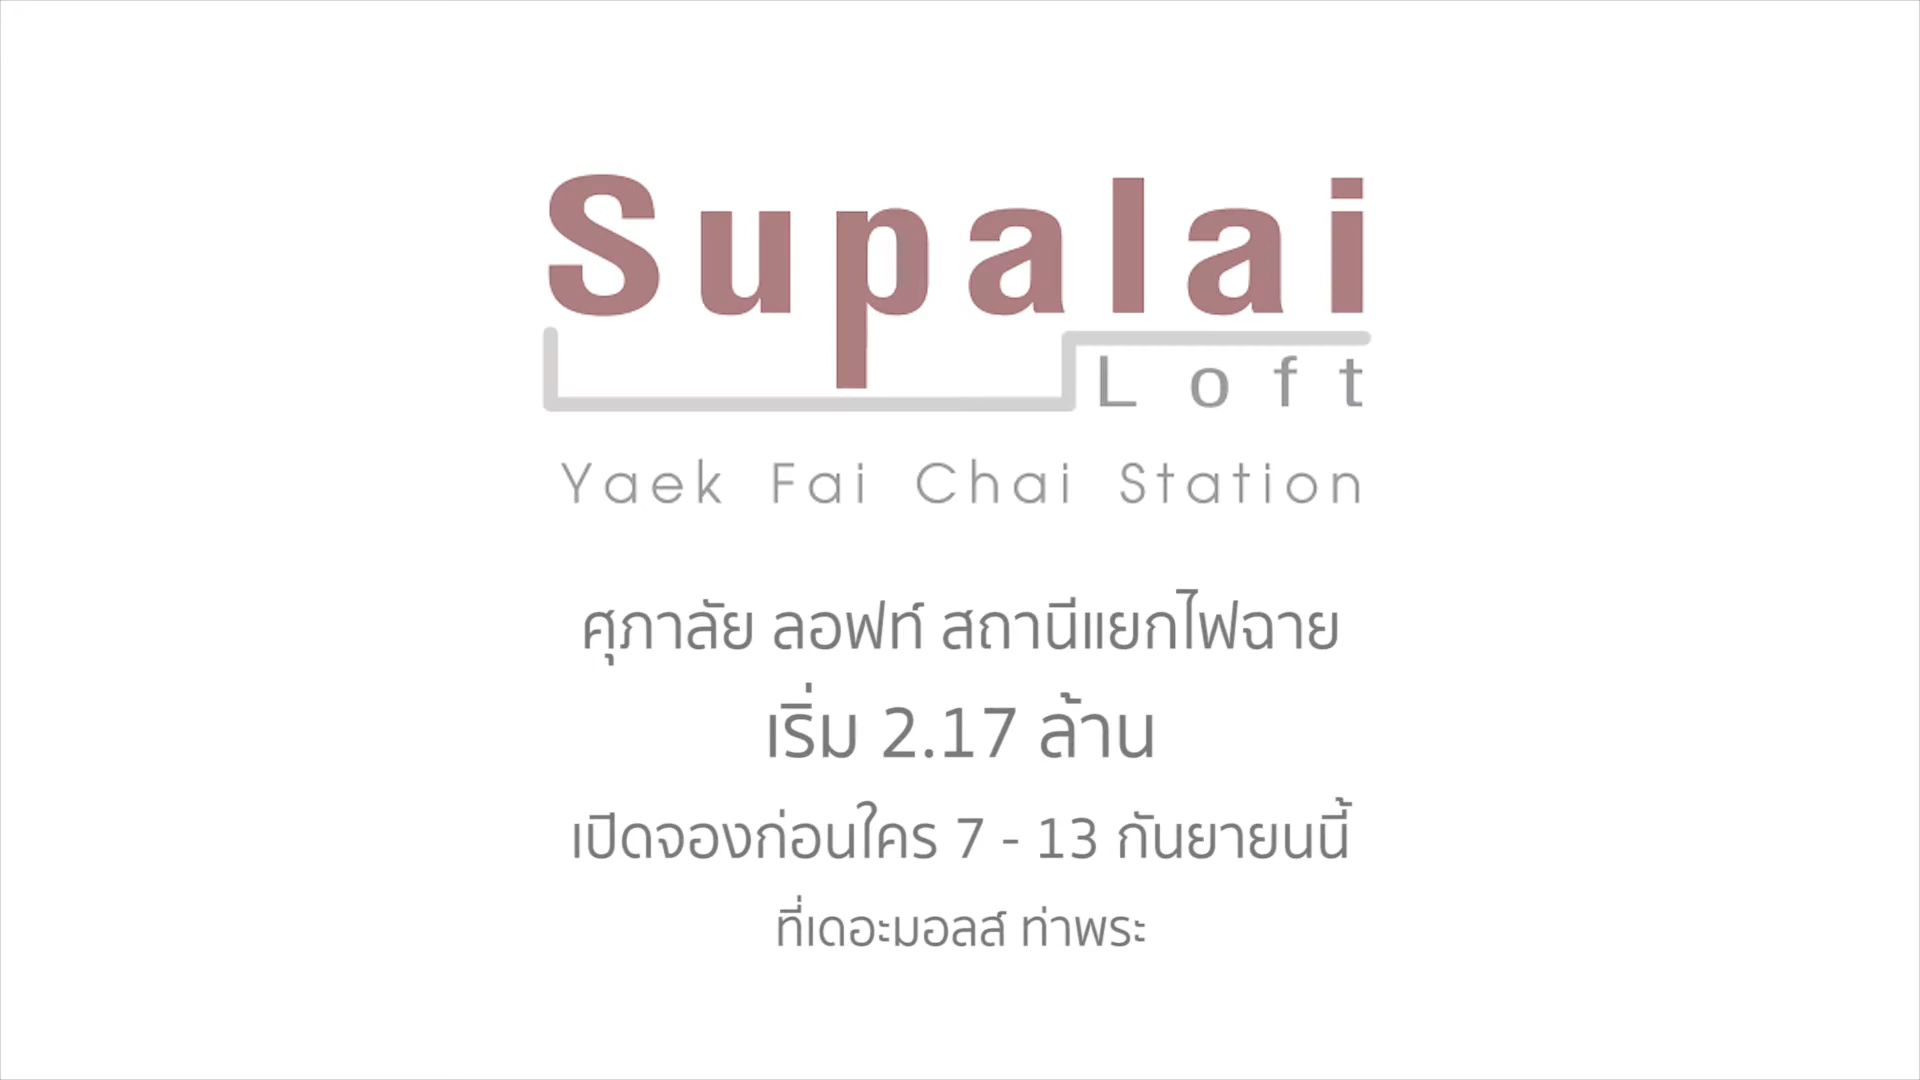 Supalai
Loft
Yaek Fai Chai Station
ศุภาลัย ลอฟท์ สถานีแยกไฟฉาย
เริ่ม 2.17 ล้าน
เปิดจองก่อนใคร 7 - 13 กันยายนนี้
ที่เดอะมอลส์ ท่าพระ